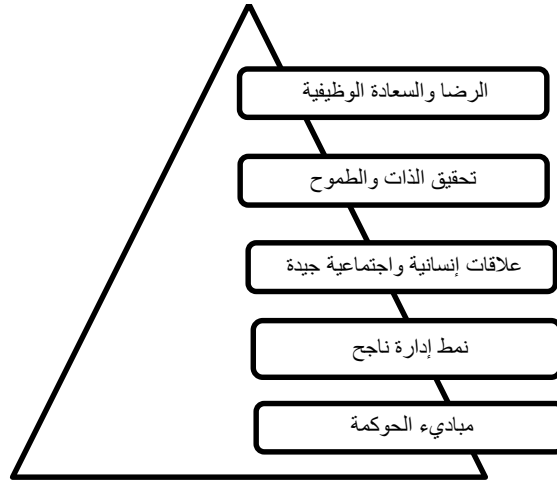 الرضا والسعادة الوظيفية
تحقيق الذات والطموح
علاقات إنسانية واجتماعية جيدة
نمط إدارة ناجح
مباديء الحوكمة